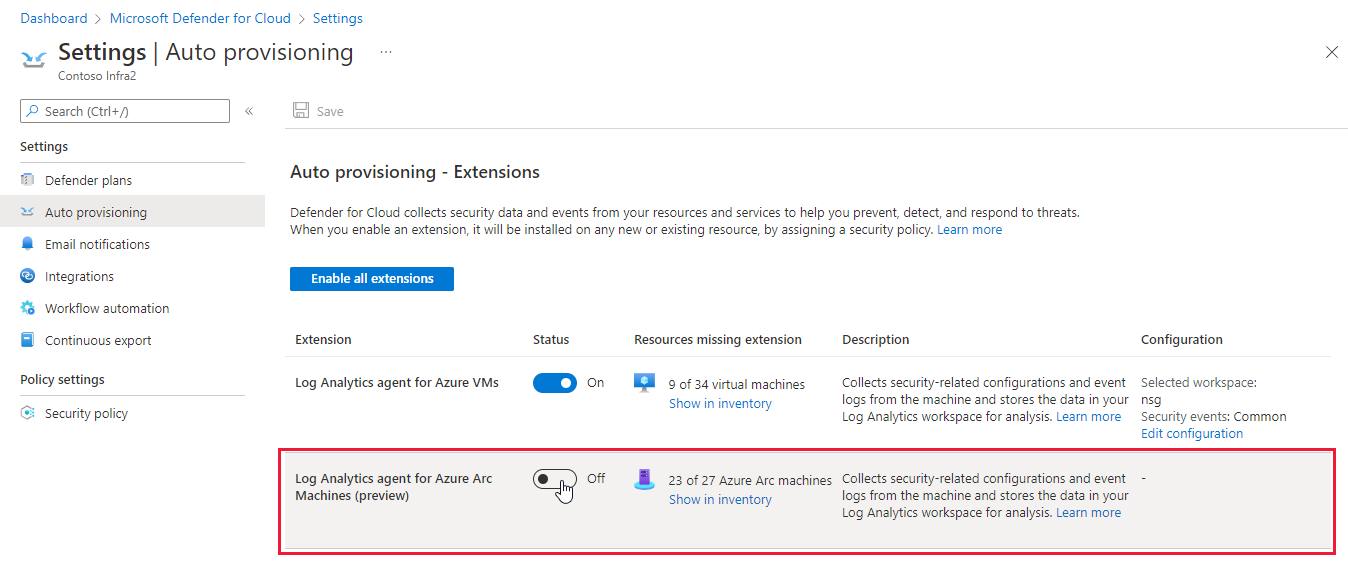 Dashboard > Microsoft Defender for Cloud > Settings
Settings | Auto provisioning ...
Contoso Infra2
Search (Ctrl+/)
«
Save
Settings
Defender plans
Auto provisioning
Email notifications
Integrations
Workflow automation
Continuous export
Policy settings
Security policy
Auto provisioning - Extensions
Defender for Cloud collects security data and events from your resources and services to help you prevent, detect, and respond to threats.
When you enable an extension, it will be installed on any new or existing resource, by assigning a security policy. Learn more
Enable all extensions
Extension
Status
Resources missing extension
Description
Configuration
Log Analytics agent for Azure VMs
On
9 of 34 virtual machines
Show in inventory
Collects security-related configurations and event
logs from the machine and stores the data in your
Log Analytics workspace for analysis. Learn more
Selected workspace:
nsg
Security events: Common
Edit configuration
Log Analytics agent for Azure Arc
Machines (preview)
Off
23 of 27 Azure Arc machines
Show in inventory
Collects security-related configurations and event
logs from the machine and stores the data in your
Log Analytics workspace for analysis. Learn more
-